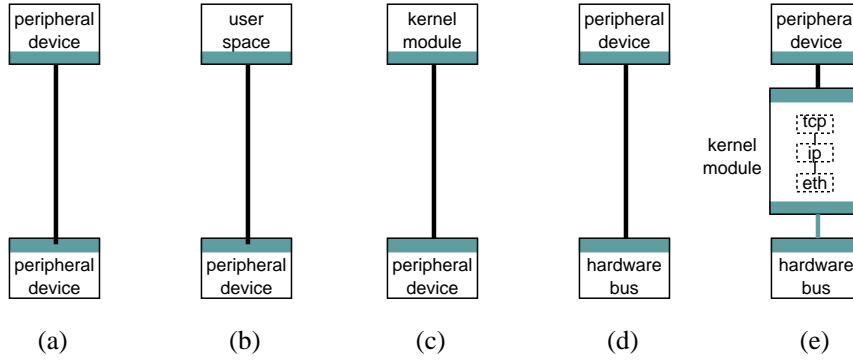 peripheral
device
user
space
kernel
module
peripheral
device
peripheral
device
tcp
ip
eth
kernel
module
peripheral
device
peripheral
device
peripheral
device
hardware
bus
hardware
bus
(a)
(b)
(c)
(d)
(e)